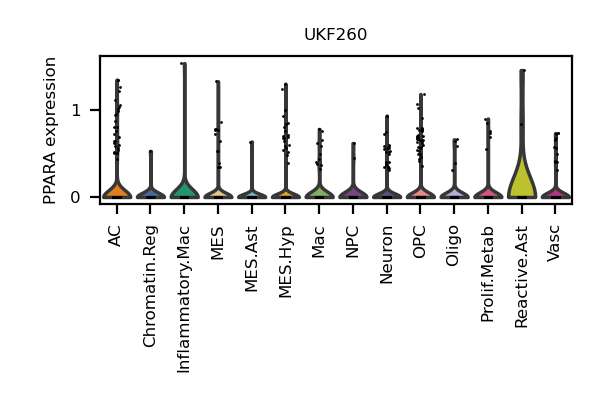 UKF260
PPARA expression
1
0
AC
Chromatin.Reg
Inflammatory.Mac
MES
MES.Ast
MES.Hyp
Mac
NPC
Neuron
OPC
Oligo
Prolif.Metab
Reactive.Ast
Vasc